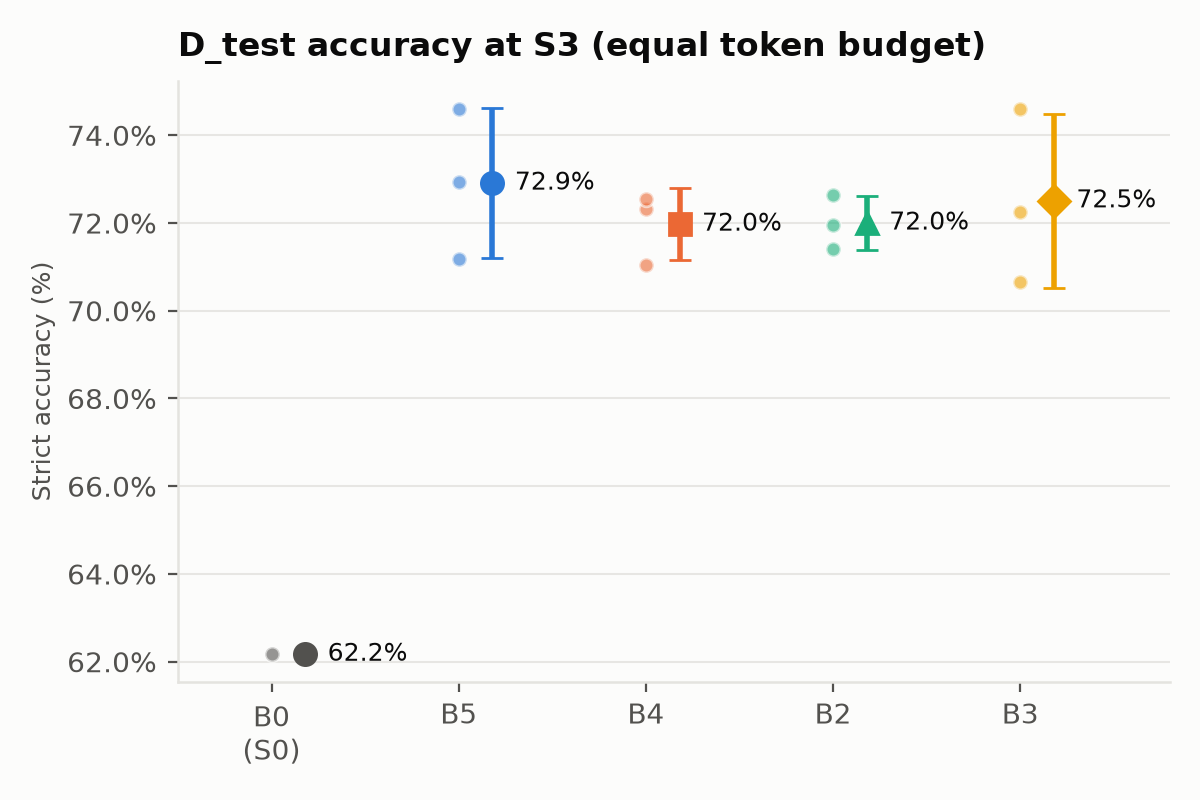 D_test accuracy at S3 (equal token budget)
Strict accuracy (%)
74.0%
72.0%
70.0%
68.0%
66.0%
64.0%
62.0%
72.9%
72.0%
72.0%
72.5%
62.2%
B0
(S0)
B5
B4
B2
B3